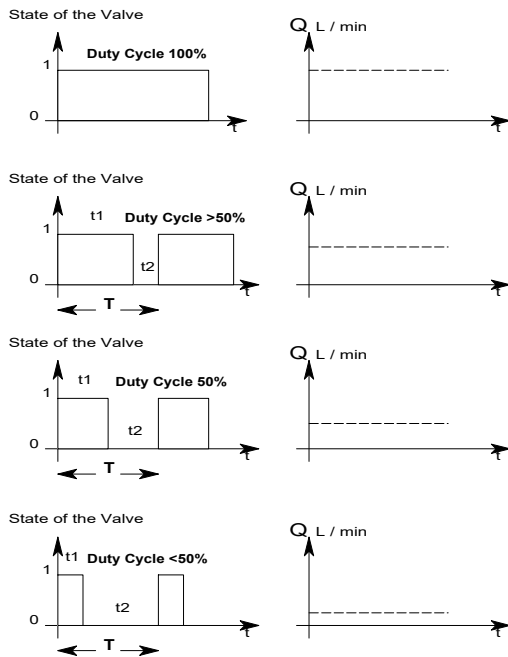 State of the Valve
Q L / min
1
Duty Cycle 100%
0
t
t
State of the Valve
Q L / min
t1 Duty Cycle >50%
1
t2
0
t
t
T
State of the Valve
Q L / min
t1 Duty Cycle 50%
1
t2
0
t
t
T
State of the Valve
Q L / min
t1 Duty Cycle <50%
1
t2
0
t
t
T